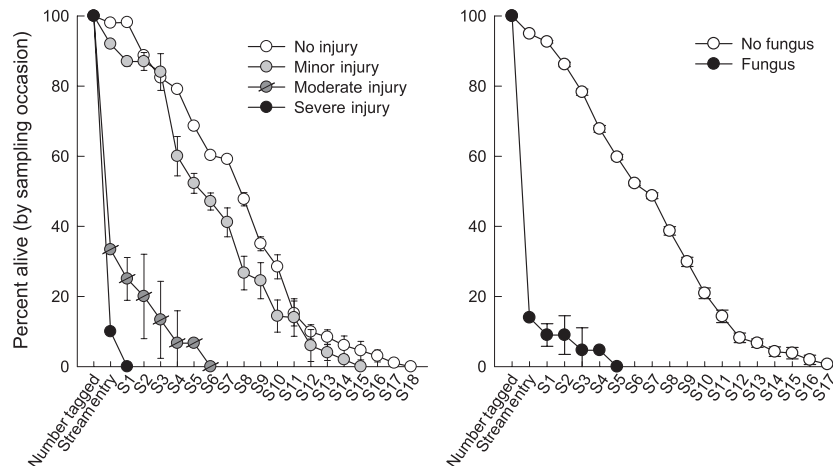 Percent alive (by sampling occasion)
100
80
60
40
20
0
No injury
Minor injury
Moderate injury
Severe injury
Number tagged
Stream entry
S1
S2
S3
S4
S5
S6
S7
S8
S9
S10
S11
S12
S13
S14
S15
S16
S17
S18
100
80
60
40
20
0
No fungus
Fungus
Number tagged
Stream entry
S1
S2
S3
S4
S5
S6
S7
S8
S9
S10
S11
S12
S13
S14
S15
S16
S17